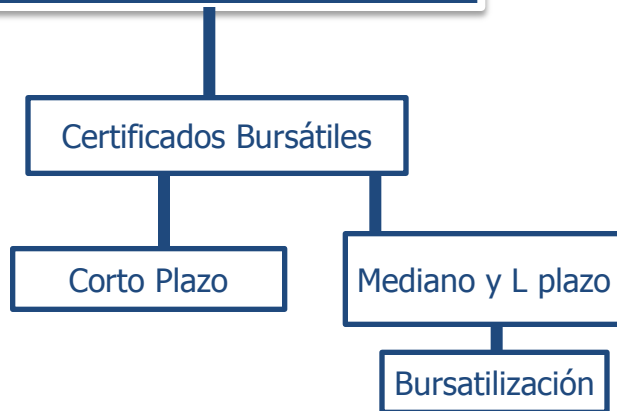 Certificados Bursátiles
Corto Plazo
Mediano y L plazo
Bursatilización